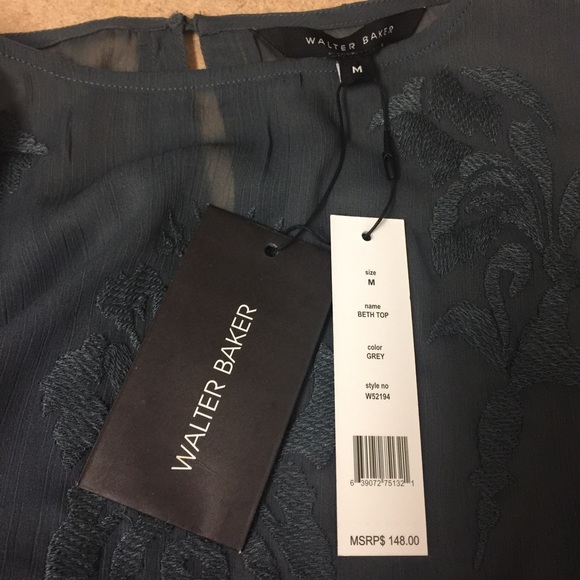 WALTER BAKER
M
WALTER BAKER
size
M
name
BETH TOP
color
GREY
style no
W52194
6 39072 75132 1
MSRP$ 148.00